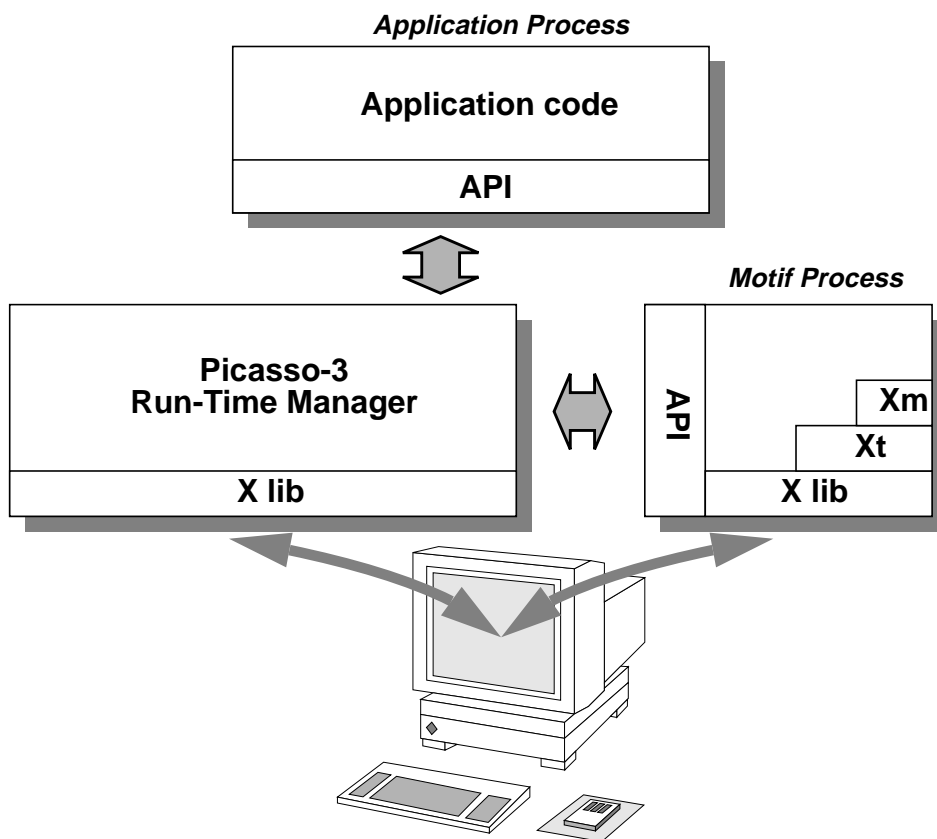 Application Process
Application code
API
Motif Process
Picasso-3
Run-Time Manager
X lib
API
Xm
Xt
X lib